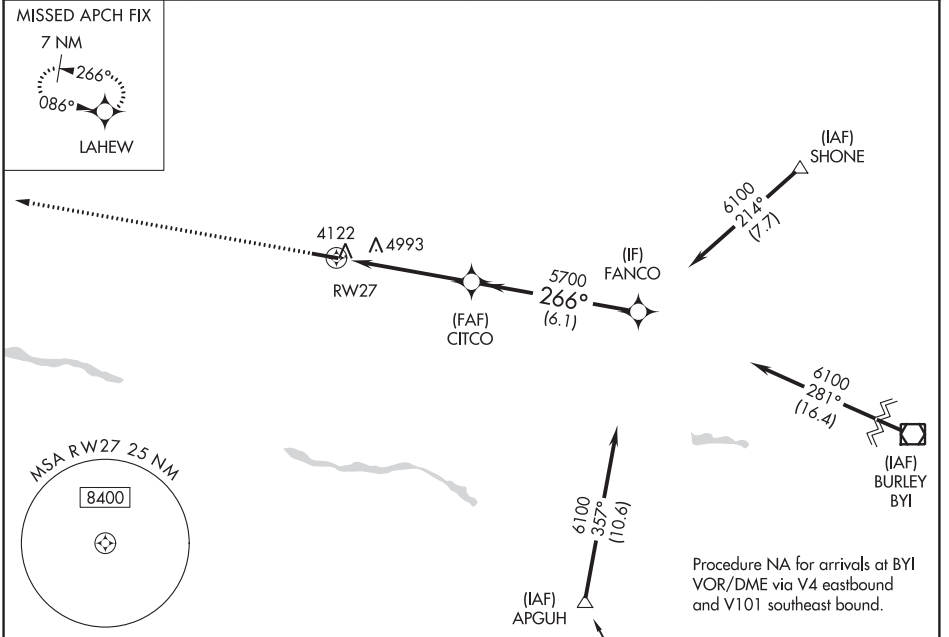 MISSED APCH FIX
7 NM
266°
086°
LAHEW
(IAF)
SHONE
6100
214°
(7.7)
4122
4993
RW27
(IF)
FANCO
5700
266°
(6.1)
(FAF)
CITCO
6100
281°
(16.4)
(IAF)
BURLEY
BYI
MSA RW27 25 NM
8400
6100
357°
(10.6)
(IAF)
APGUH
Procedure NA for arrivals at BYI
VOR/DME via V4 eastbound
and V101 southeast bound.